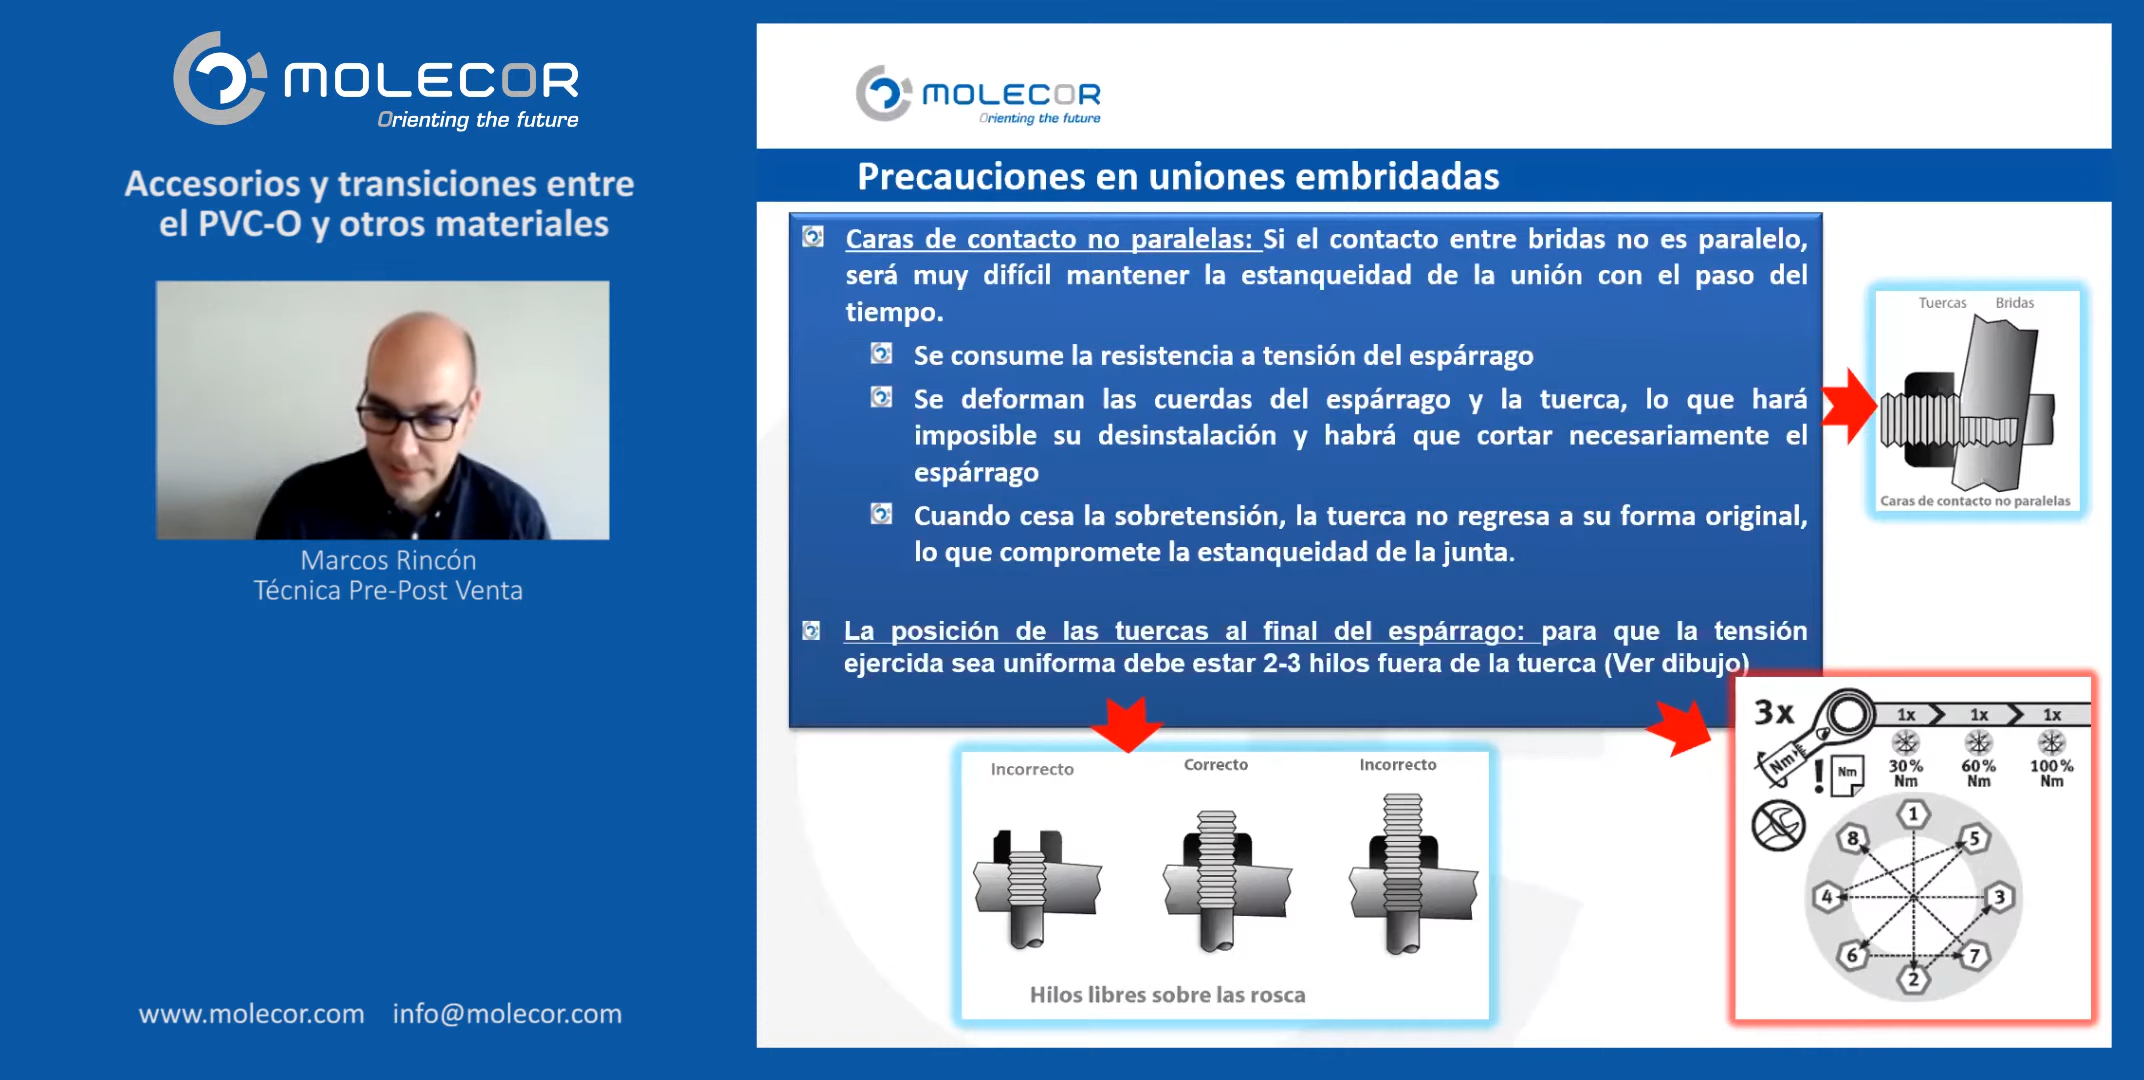 MOLECOR
Orienting the future
Accesorios y transiciones entre
el PVC-O y otros materiales
Marcos Rincón
Técnica Pre-Post Venta
www.molecor.com info@molecor.com
MOLECOR
Orienting the future
Precauciones en uniones embridadas
Caras de contacto no paralelas: Si el contacto entre bridas no es paralelo,
será muy difícil mantener la estanqueidad de la unión con el paso del
tiempo.
Se consume la resistencia a tensión del espárrago
Se deforman las cuerdas del espárrago y la tuerca, lo que hará
imposible su desinstalación y habrá que cortar necesariamente el
espárrago
Cuando cesa la sobretensión, la tuerca no regresa a su forma original,
lo que compromete la estanqueidad de la junta.
La posición de las tuercas al final del espárrago: para que la tensión
ejercida sea uniforma debe estar 2-3 hilos fuera de la tuerca (Ver dibujo)
Tuercas Bridas
Caras de contacto no paralelas
Incorrecto Correcto Incorrecto
Hilos libres sobre las rosca
3x 1x 1x 1x
Nm ! Nm
30% 60% 100%
Nm Nm Nm
1
8 5
4 3
6 7
2